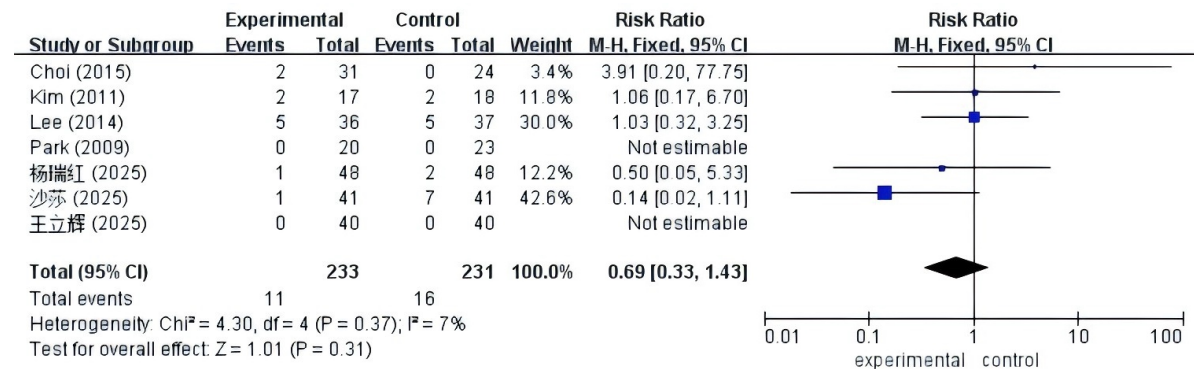 Experimental Control Risk Ratio Risk Ratio
Study or Subgroup Events Total Events Total Weight M-H, Fixed, 95% CI M-H, Fixed, 95% CI
Choi (2015) 2 31 0 24 3.4% 3.91 [0.20, 77.75]
Kim (2011) 2 17 2 18 11.8% 1.06 [0.17, 6.70]
Lee (2014) 5 36 5 37 30.0% 1.03 [0.32, 3.25]
Park (2009) 0 20 0 23 Not estimable
杨瑞红 (2025) 1 48 2 48 12.2% 0.50 [0.05, 5.33]
沙莎 (2025) 1 41 7 41 42.6% 0.14 [0.02, 1.11]
王立辉 (2025) 0 40 0 40 Not estimable
Total (95% CI) 233 231 100.0% 0.69 [0.33, 1.43]
Total events 11 16
Heterogeneity: Chi² = 4.30, df = 4 (P = 0.37); I² = 7%
Test for overall effect: Z = 1.01 (P = 0.31)
0.01 0.1 1 10 100
experimental control